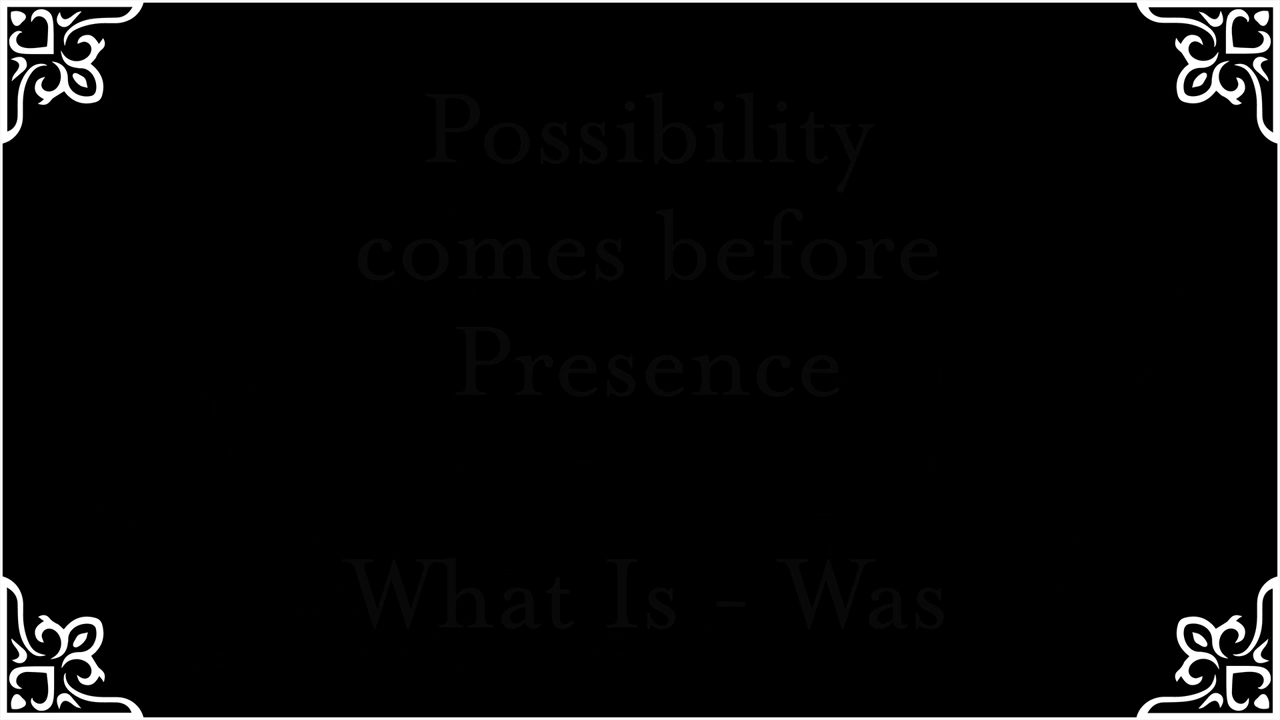 Possibility
comes before
Presence
What Is - Was